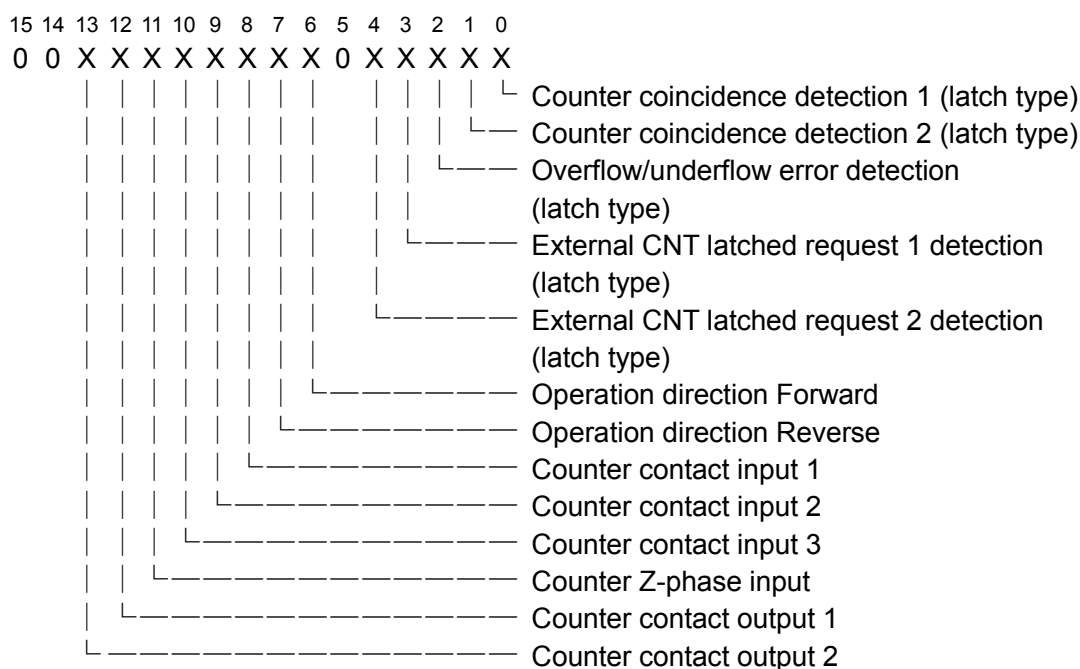 15 14 13 12 11 10 9 8 7 6 5 4 3 2 1 0
0 0 X X X X X X X X 0 X X X X X
Counter coincidence detection 1 (latch type)
Counter coincidence detection 2 (latch type)
Overflow/underflow error detection
(latch type)
External CNT latched request 1 detection
(latch type)
External CNT latched request 2 detection
(latch type)
Operation direction Forward
Operation direction Reverse
Counter contact input 1
Counter contact input 2
Counter contact input 3
Counter Z-phase input
Counter contact output 1
Counter contact output 2